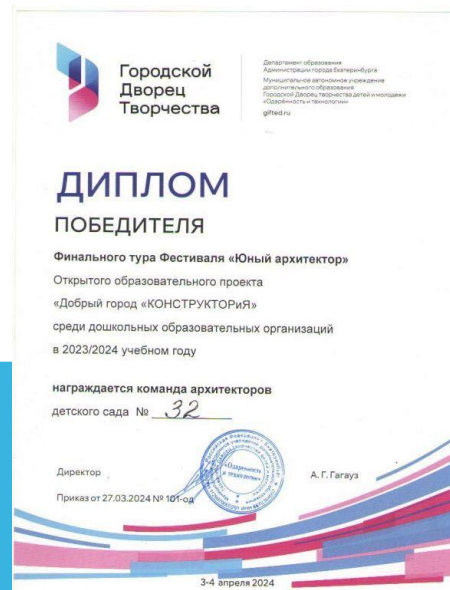 Городской
Дворец
Творчества
Департамент образования
Администрации города Екатеринбурга
Муниципальное автономное учреждение
дополнительного образования
Городской Дворец творчества детей и молодежи
«Одарённость и технологии»
gifted.ru
ДИПЛОМ
ПОБЕДИТЕЛЯ
Финального тура Фестиваля «Юный архитектор»
Открытого образовательного проекта
«Добрый город «КОНСТРУКТОРиЯ»
среди дошкольных образовательных организаций
в 2023/2024 учебном году
награждается команда архитекторов
детского сада № 32
«Одарённость
и технологии»
Директор
А. Г. Гагауз
Приказ от 27.03.2024 № 101-од
3-4 апреля 2024